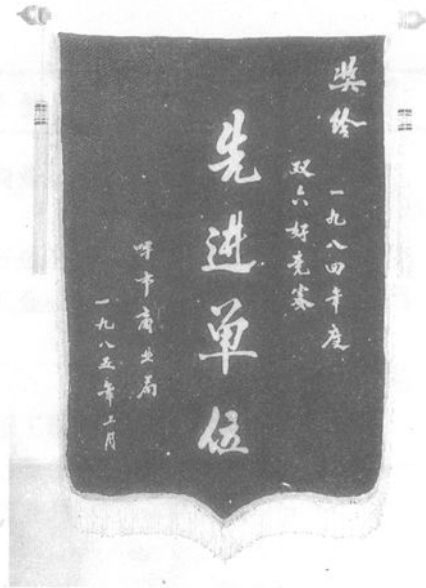 奖给
一九八四年度
双六好竞赛
先进单位
呼市商业局
一九八五年二月